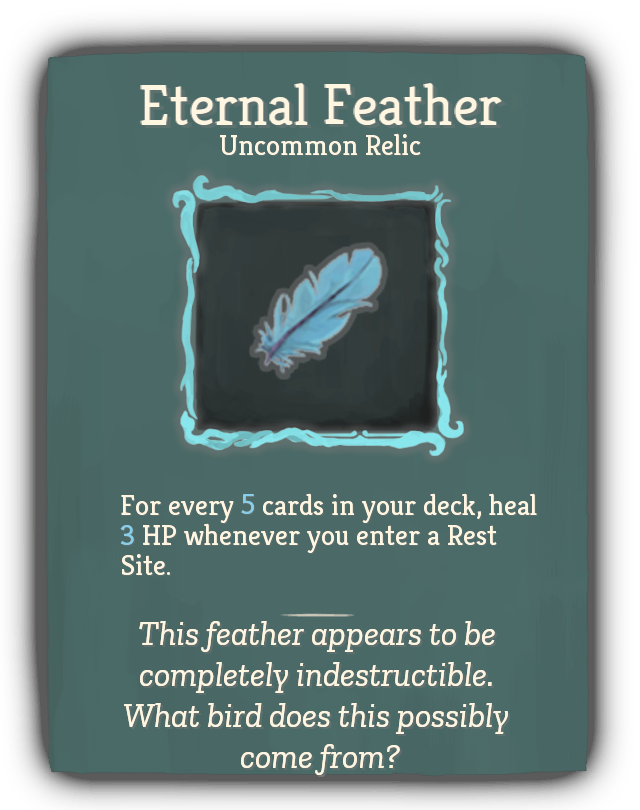 Eternal Feather
Uncommon Relic
For every 5 cards in your deck, heal
3 HP whenever you enter a Rest
Site.
This feather appears to be
completely indestructible.
What bird does this possibly
come from?